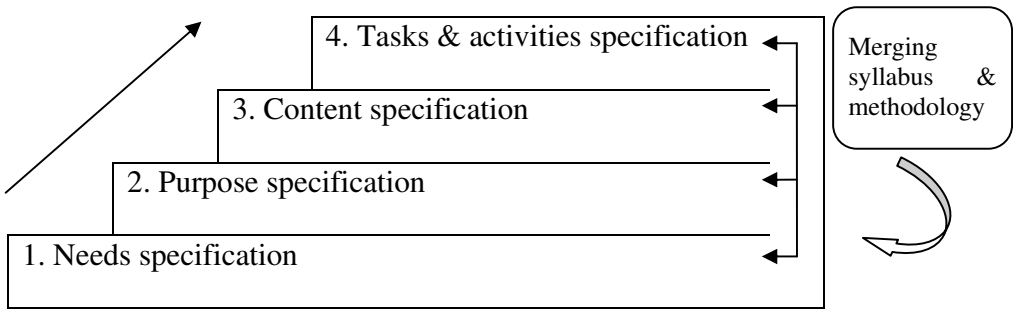 4. Tasks & activities specification
3. Content specification
2. Purpose specification
1. Needs specification
Merging
syllabus &
methodology